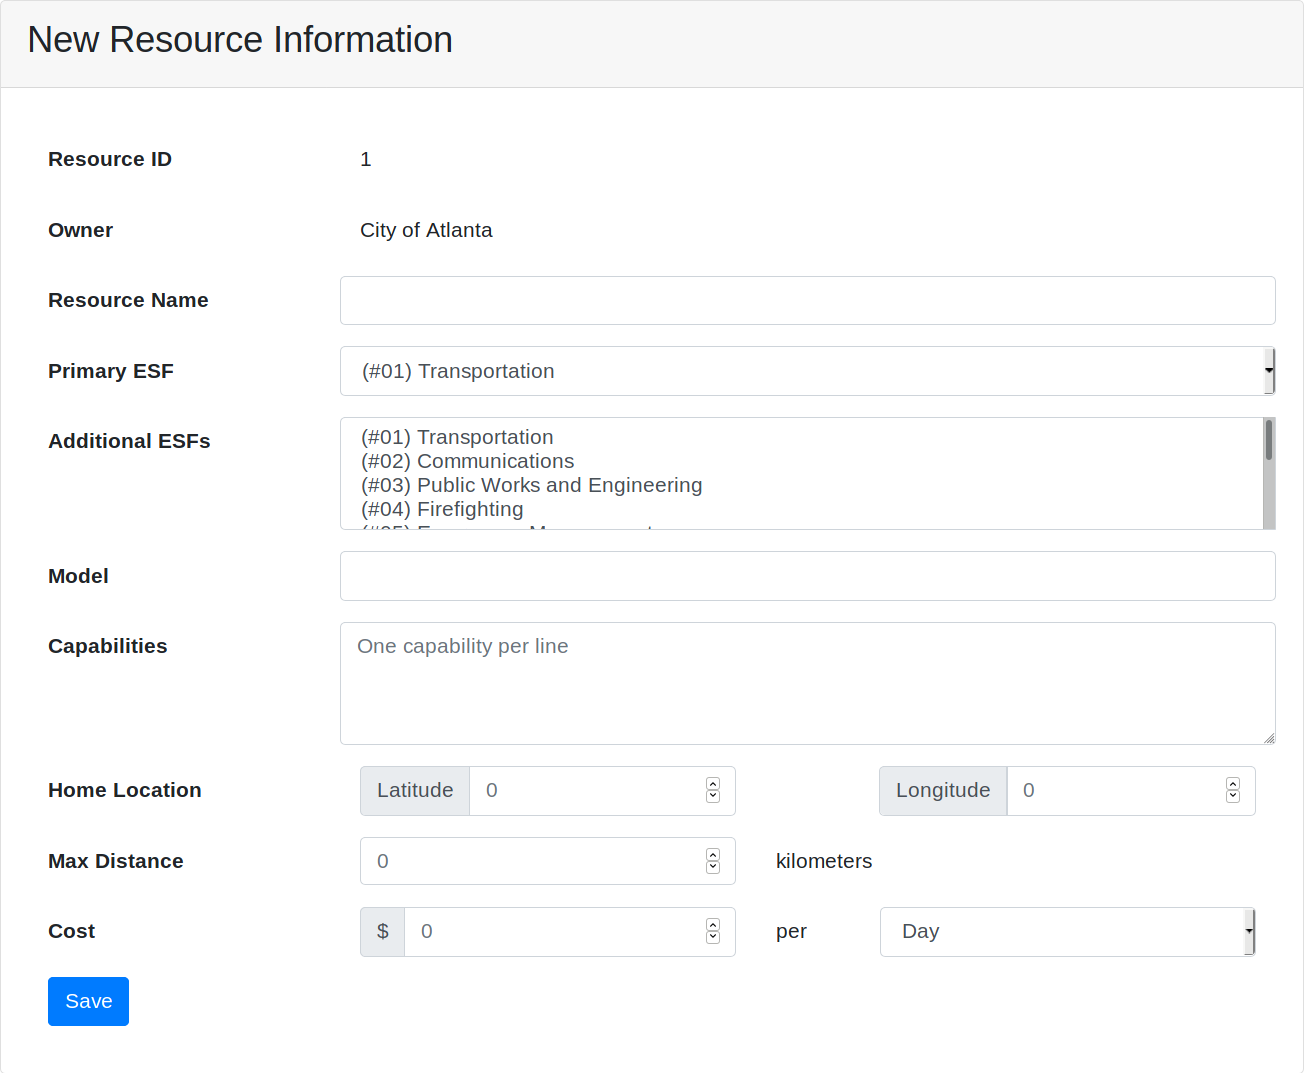 New Resource Information
Resource ID 1
Owner City of Atlanta
Resource Name
Primary ESF (#01) Transportation
Additional ESFs (#01) Transportation
(#02) Communications
(#03) Public Works and Engineering
(#04) Firefighting
Model
Capabilities One capability per line
Home Location Latitude 0 Longitude 0
Max Distance 0 kilometers
Cost $ 0 per Day
Save